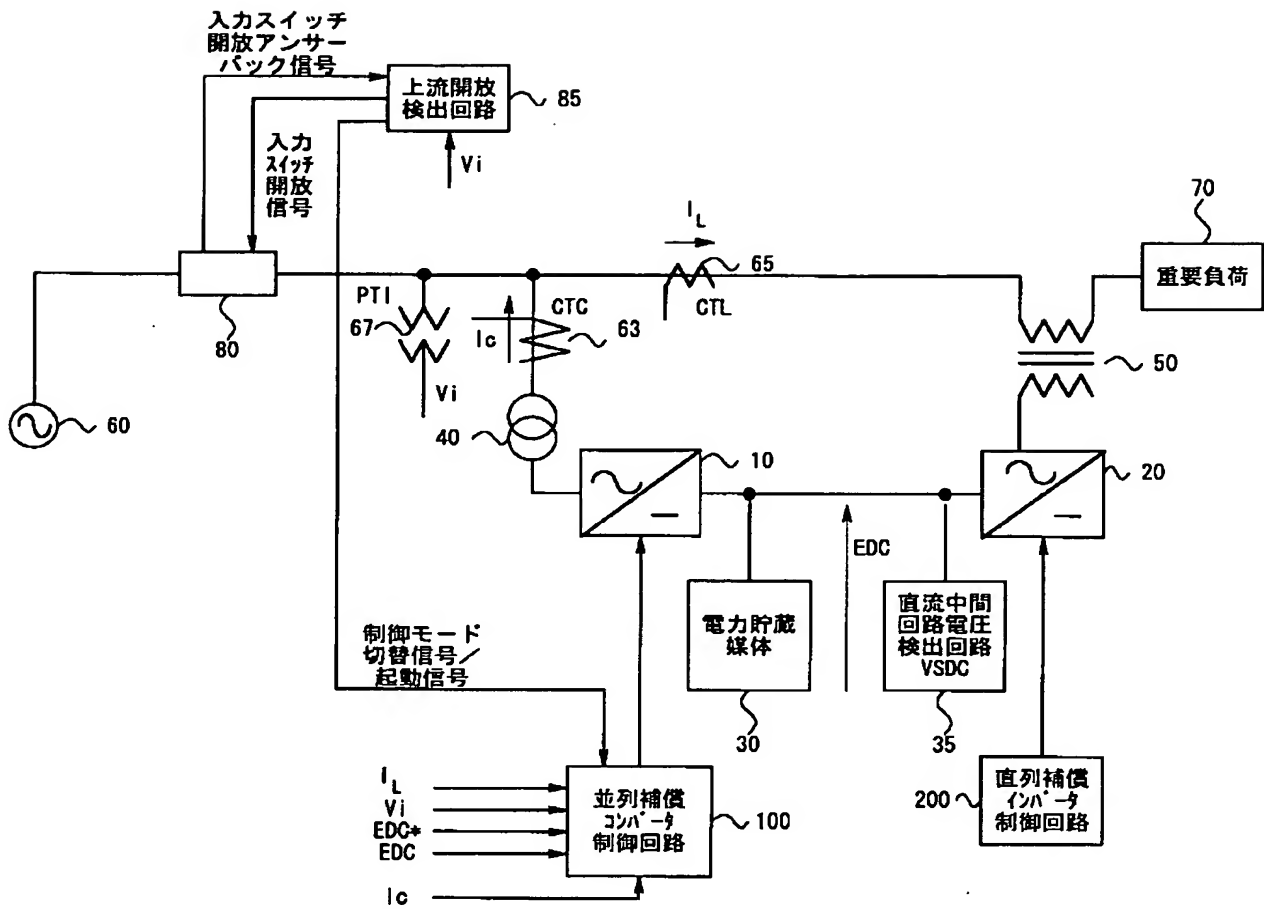 入力スイッチ
開放アンサー
バック信号
上流開放
検出回路
85
Vi
入力
スイッチ
開放
信号
80
60
PTI
67
Vi
Ic
CTC
63
IL
65
CTL
70
重要負荷
50
40
10
20
EDC
電力貯蔵
媒体
30
直流中間
回路電圧
検出回路
VSDC
35
制御モード
切替信号/
起動信号
IL
Vi
EDC*
EDC
Ic
並列補償
コンバータ
制御回路
100
200
直列補償
インバータ
制御回路